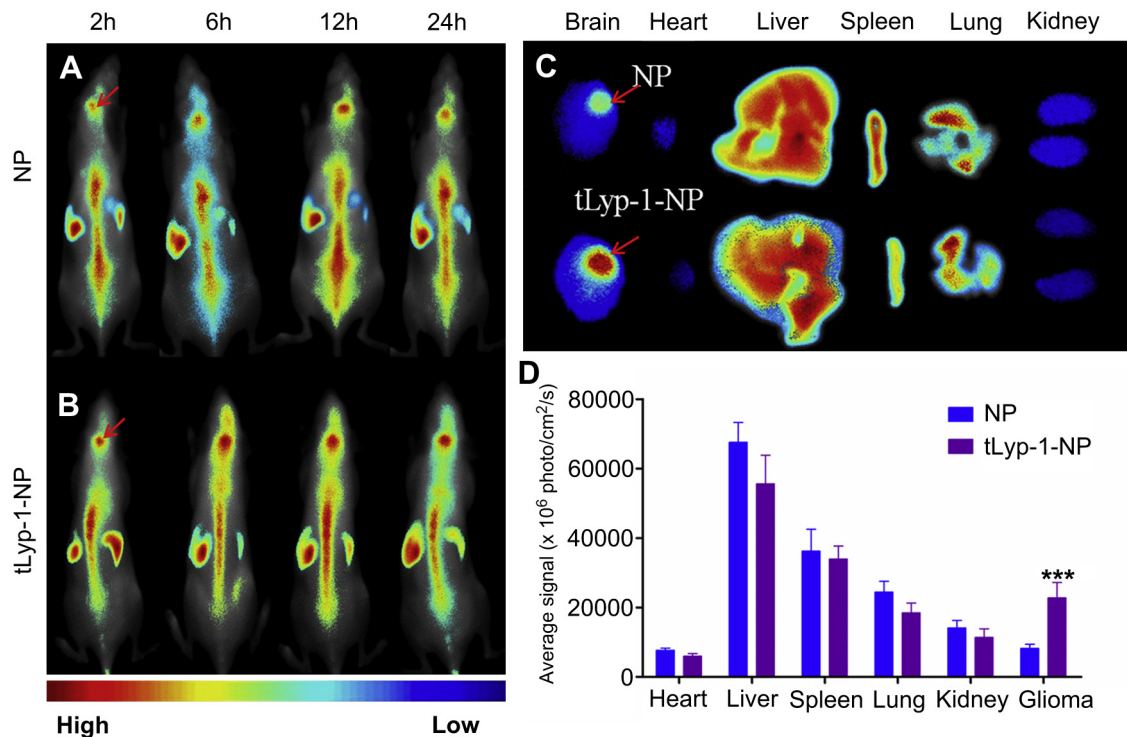 2h 6h 12h 24h
A
NP
B
tLyp-1-NP
High Low
Brain Heart Liver Spleen Lung Kidney
C
NP
tLyp-1-NP
D
Average signal (x 10⁶ photo/cm²/s)
80000
60000
40000
20000
0
NP
tLyp-1-NP
***
Heart Liver Spleen Lung Kidney Glioma